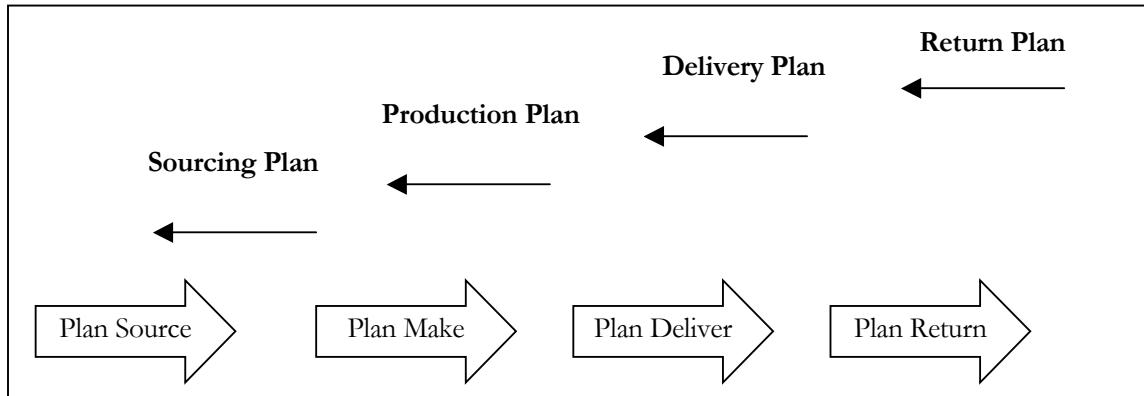 Return Plan
Delivery Plan
Production Plan
Sourcing Plan
Plan Source
Plan Make
Plan Deliver
Plan Return